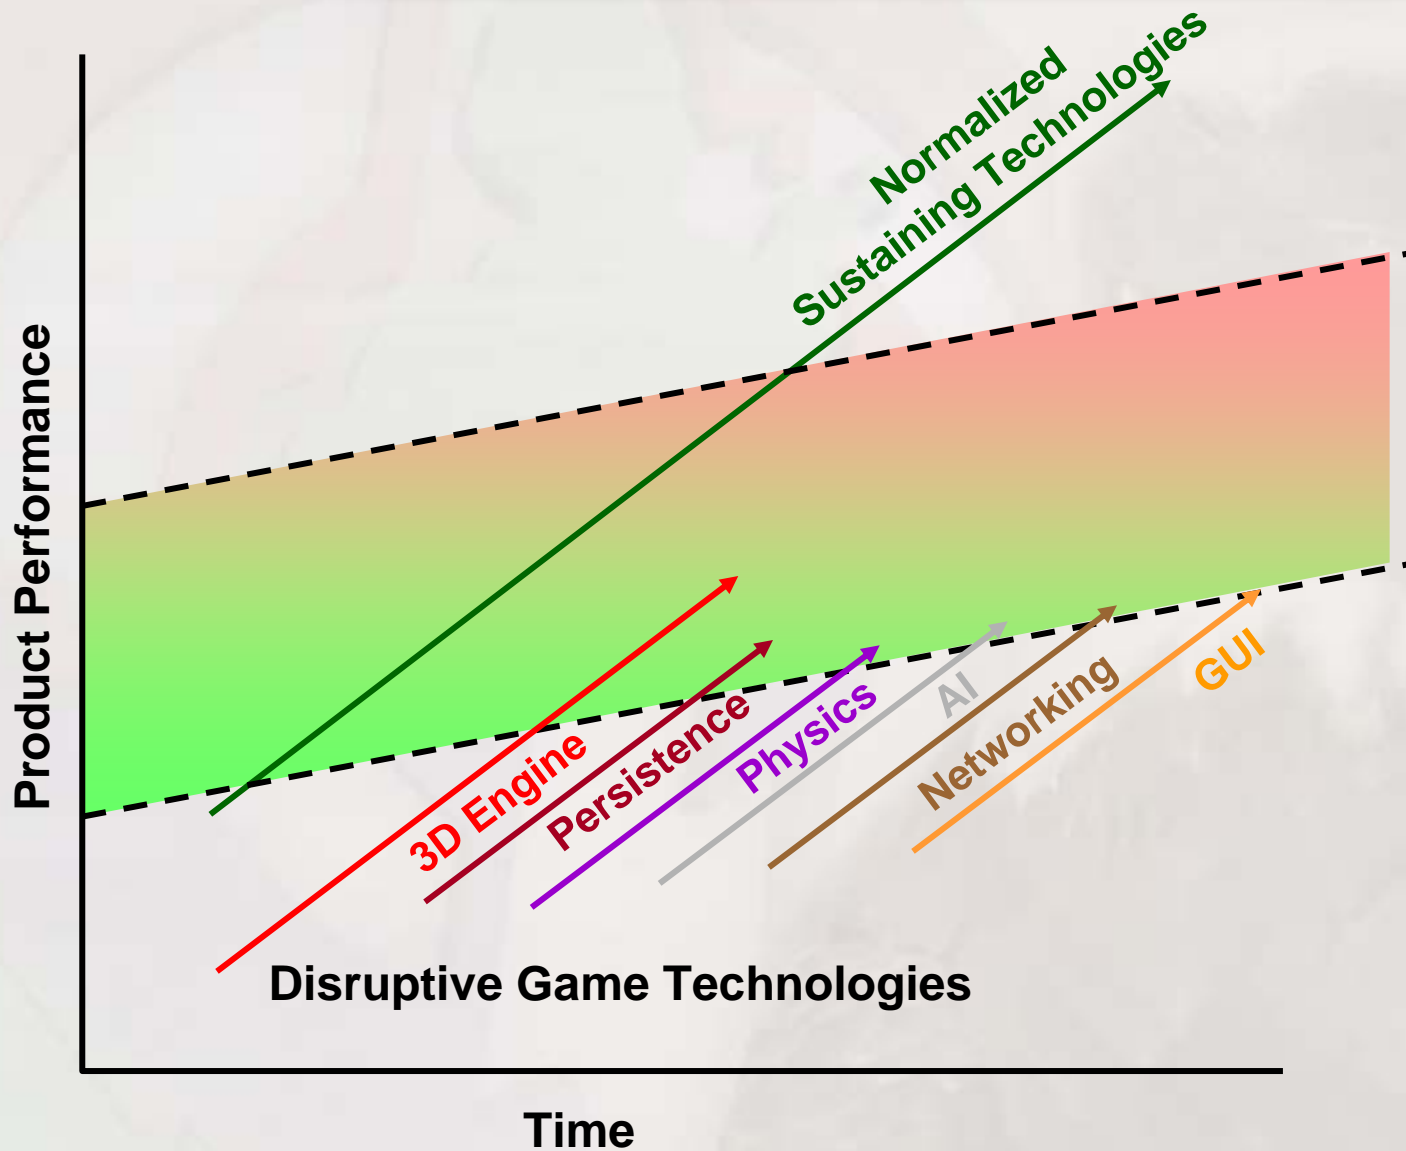 Normalized
Sustaining Technologies
Product Performance
3D Engine
Persistence
Physics
AI
Networking
GUI
Disruptive Game Technologies
Time